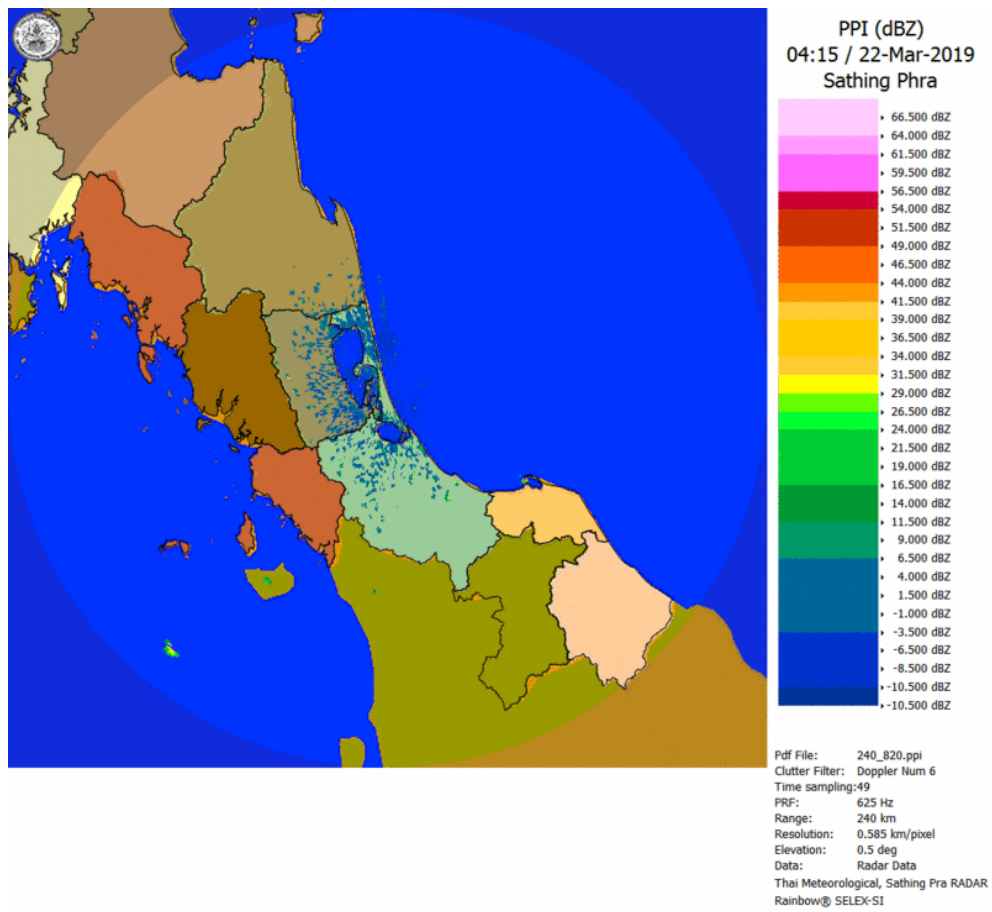 PPI (dBZ)
04:15 / 22-Mar-2019
Sathing Phra
66.500 dBZ
64.000 dBZ
61.500 dBZ
59.500 dBZ
56.500 dBZ
54.000 dBZ
51.500 dBZ
49.000 dBZ
46.500 dBZ
44.000 dBZ
41.500 dBZ
39.000 dBZ
36.500 dBZ
34.000 dBZ
31.500 dBZ
29.000 dBZ
26.500 dBZ
24.000 dBZ
21.500 dBZ
19.000 dBZ
16.500 dBZ
14.000 dBZ
11.500 dBZ
9.000 dBZ
6.500 dBZ
4.000 dBZ
1.500 dBZ
-1.000 dBZ
-3.500 dBZ
-6.500 dBZ
-8.500 dBZ
-10.500 dBZ
-10.500 dBZ
Pdf File: 240_820.ppi
Clutter Filter: Doppler Num 6
Time sampling:49
PRF: 625 Hz
Range: 240 km
Resolution: 0.585 km/pixel
Elevation: 0.5 deg
Data: Radar Data
Thai Meteorological, Sathing Pra RADAR
Rainbow® SELEX-SI